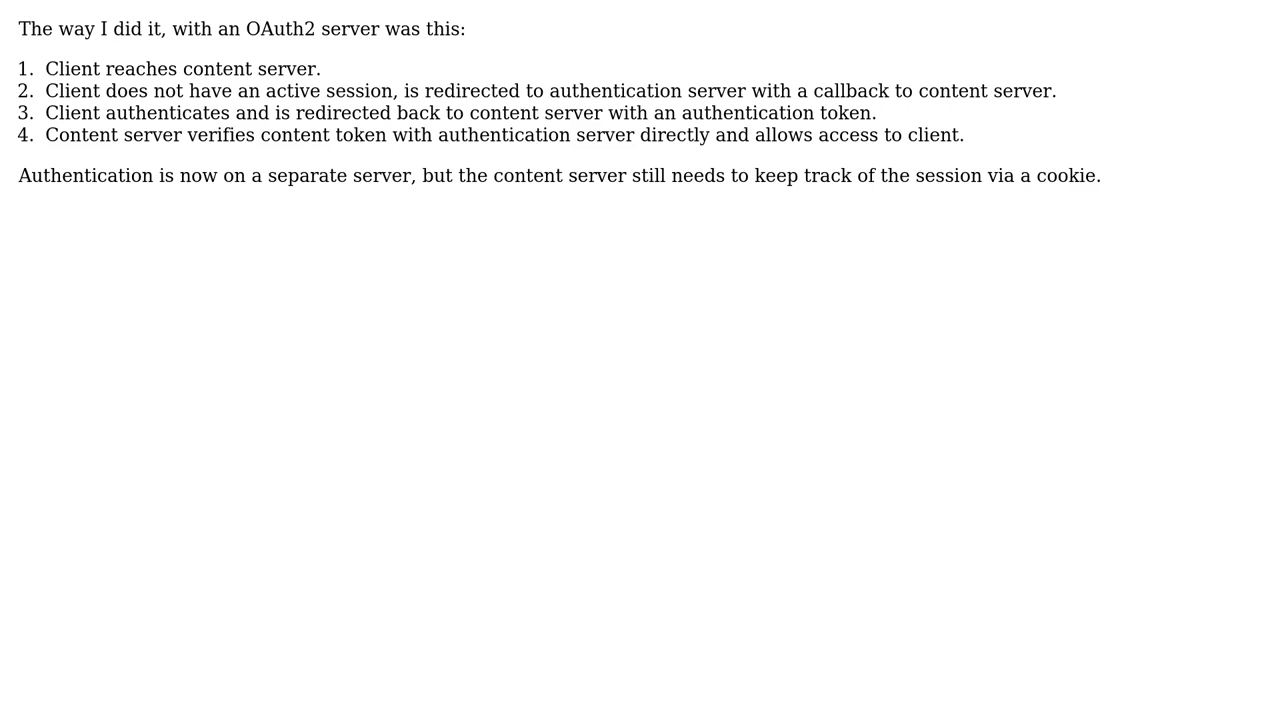 The way I did it, with an OAuth2 server was this:
1. Client reaches content server.
2. Client does not have an active session, is redirected to authentication server with a callback to content server.
3. Client authenticates and is redirected back to content server with an authentication token.
4. Content server verifies content token with authentication server directly and allows access to client.
Authentication is now on a separate server, but the content server still needs to keep track of the session via a cookie.